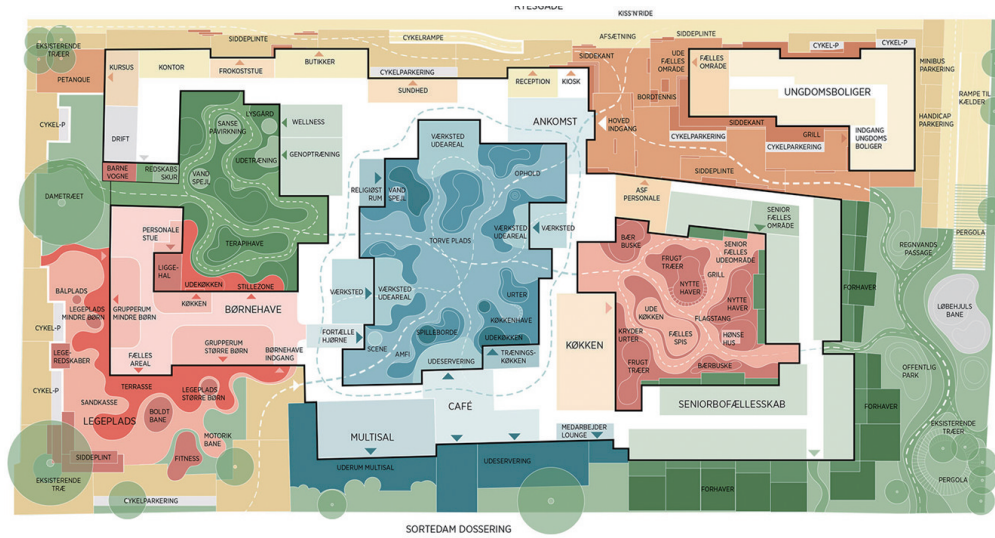 RYESGADE
KISS'N'RIDE
EKSISTERENDE
TRÆER
SIDDEPLINTE
CYKELRAMPE
AFSÆTNING
SIDDEPLINTE
CYKEL-P
CYKEL-P
PETANQUE
KURSUS
KONTOR
FROKOSTSTUE
BUTIKKER
CYKELPARKERING
SUNDHED
RECEPTION
KIOSK
SIDDEKANT
UDE
FÆLLES
OMRÅDE
FÆLLES
OMRÅDE
MINIBUS
PARKERING
UNGDOMSBOLIGER
RAMPE TIL
KÆLDER
BORDTENNIS
HANDICAP
PARKERING
CYKEL-P
DRIFT
SANSE
PÅVIRKNING
LYSGÅRD
WELLNESS
ANKOMST
HOVED
INDGANG
SIDDEKANT
CYKELPARKERING
GRILL
CYKELPARKERING
INDGANG
UNGDOMS
BOLIGER
UDETRÆNING
GENOPTRÆNING
VÆRKSTED
UDEAREAL
BARNE
VOGNE
REDSKABS
SKUR
VAND
SPEJL
RELIGIØST
RUM
VAND
SPEJL
OPHOLD
SIDDEPLINTE
ASF
PERSONALE
DAMETRÆET
SENIOR
FÆLLES
OMRÅDE
PERSONALE
STUE
TERAPIHAVE
TORVE PLADS
VÆRKSTED
UDEAREAL
VÆRKSTED
BÆR
BUSKE
SENIOR
FÆLLES
UDEOMRÅDE
PERGOLA
REGNVANDS
PASSAGE
LIGGE-
HAL
FRUGT
TRÆER
GRILL
BÅLPLADS
UDEKØKKEN
STILLEZONE
NYTTE
HAVER
FORHAVER
LEGEPLADS
MINDRE BØRN
GRUPPERUM
MINDRE BØRN
KØKKEN
BØRNEHAVE
VÆRKSTED
VÆRKSTED
UDEAREAL
URTER
NYTTE
HAVER
UDE
KØKKEN
FLAGSTANG
LØBEHJULS
BANE
CYKEL-P
FORTÆLLE
HJØRNE
SPILLEBORDE
KØKKENHAVE
UDEKØKKEN
KRYDER
URTER
FÆLLES
SPIS
HØNSE
HUS
LEGE-
REDSKABER
FÆLLES
AREAL
GRUPPERUM
STØRRE BØRN
BØRNEHAVE
INDGANG
SCENE
AMFI
UDESERVERING
TRÆNINGS-
KØKKEN
KØKKEN
FRUGT
TRÆER
BÆRBUSKE
OFFENTLIG
PARK
CYKEL-P
TERRASSE
SANDKASSE
LEGEPLADS
STØRRE BØRN
LEGEPLADS
BOLDT
BANE
CAFÉ
SENIORBOFÆLLESSKAB
FORHAVER
MOTORIK
BANE
MULTISAL
MEDARBEJDER
LOUNGE
EKSISTERENDE
TRÆER
SIDDEPLINT
FITNESS
UDERUM MULTISAL
UDESERVERING
EKSISTERENDE
TRÆ
FORHAVER
PERGOLA
CYKELPARKERING
SORTEDAM DOSSERING